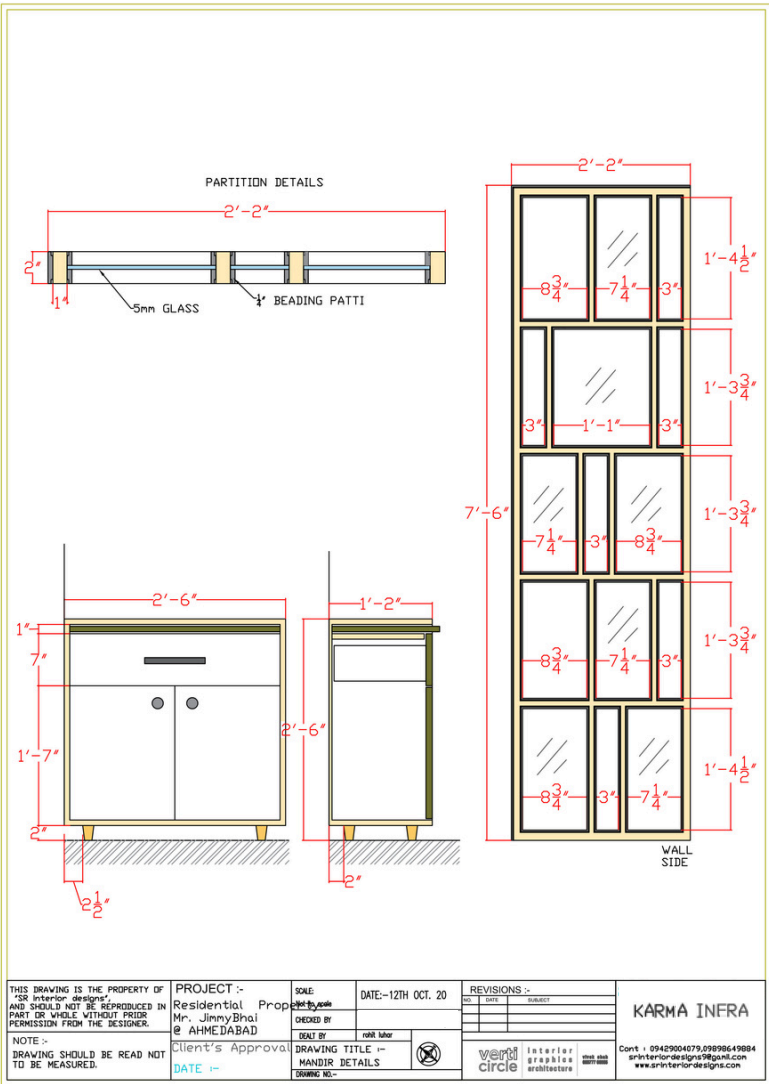 PARTITION DETAILS
2'-2"
2"
1"
5mm GLASS
1/4" BEADING PATTI
2'-2"
7'-6"
8 3/4"
7 1/4"
3"
1'-4 1/2"
3"
1'-1"
3"
1'-3 3/4"
7 1/4"
3"
8 3/4"
1'-3 3/4"
8 3/4"
7 1/4"
3"
1'-3 3/4"
8 3/4"
3"
7 1/4"
1'-4 1/2"
WALL
SIDE
2'-6"
1"
7"
1'-7"
2"
2 1/2"
1'-2"
2'-6"
2"
THIS DRAWING IS THE PROPERTY OF
"SR interior designs",
AND SHOULD NOT BE REPRODUCED IN
PART OR WHOLE WITHOUT PRIOR
PERMISSION FROM THE DESIGNER.
NOTE :-
DRAWING SHOULD BE READ NOT
TO BE MEASURED.
PROJECT :-
Residential Property
Mr. JimmyBhai
@ AHMEDABAD
Client's Approval
DATE :-
SCALE:
Not to scale
CHECKED BY
DEALT BY
rohit luhar
DRAWING TITLE :-
MANDIR DETAILS
DRAWING NO.-
DATE:-12TH OCT. 20
REVISIONS :-
NO.
DATE
SUBJECT
verti
circle
interior
graphics
architecture
KARMA INFRA
Cont : 09429004079,09898649884
srinteriordesigns9@gmail.com
www.srinteriordesigns.com